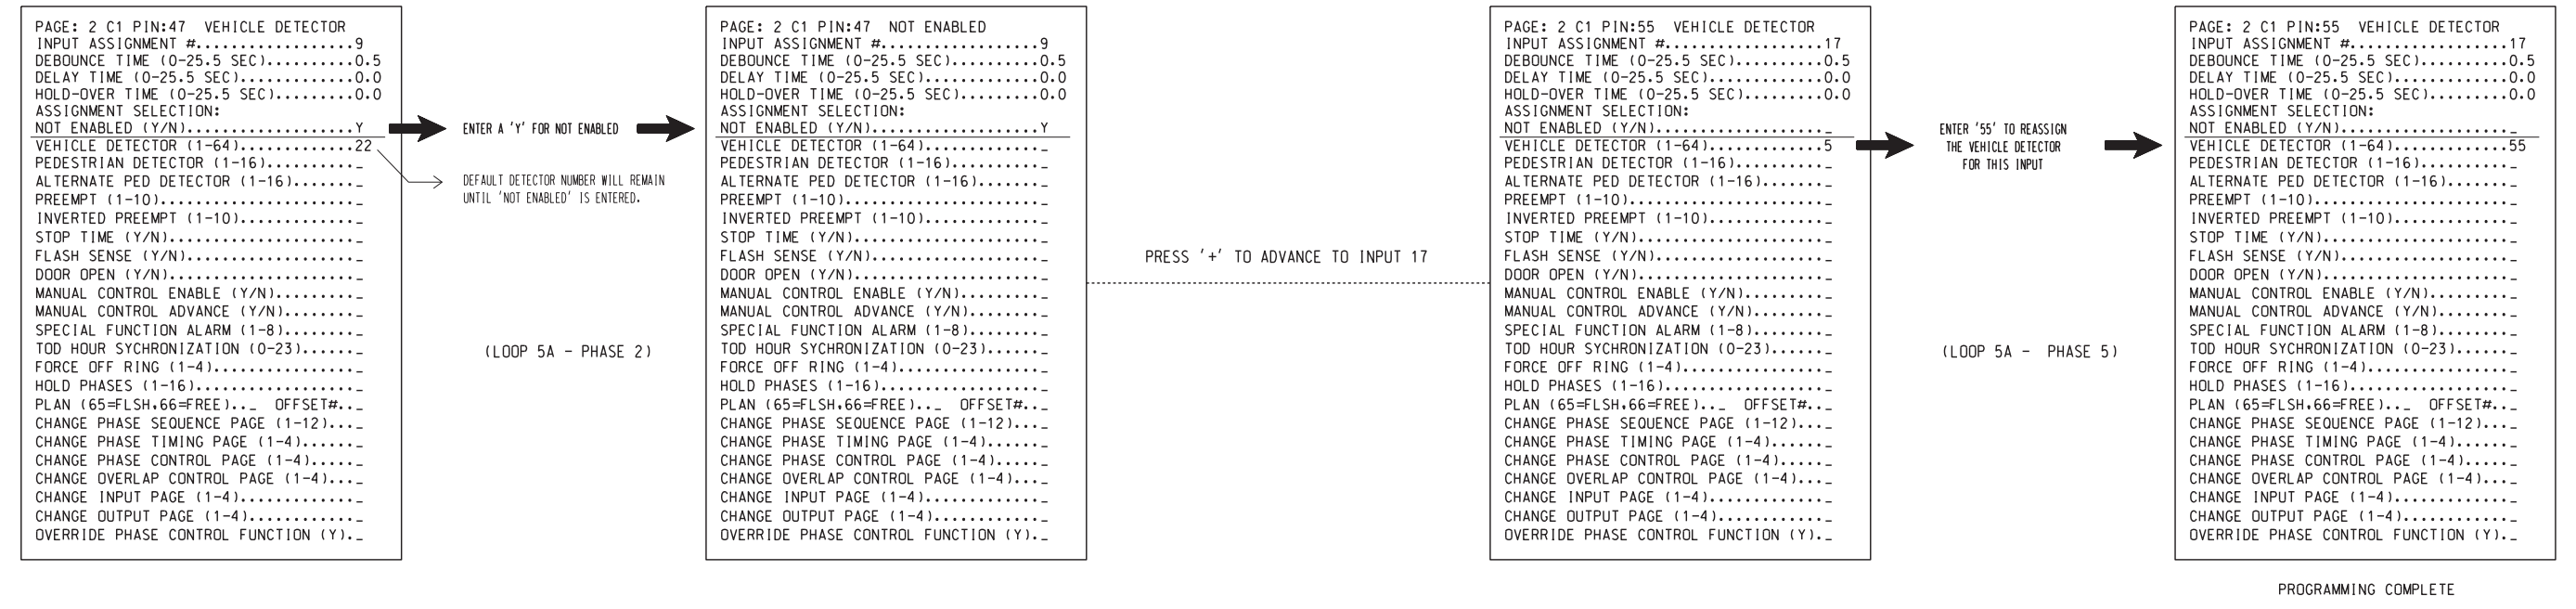 PAGE: 2 C1 PIN:47 VEHICLE DETECTOR
INPUT ASSIGNMENT #..................9
DEBOUNCE TIME (0-25.5 SEC).........0.5
DELAY TIME (0-25.5 SEC)............0.0
HOLD-OVER TIME (0-25.5 SEC).........0.0
ASSIGNMENT SELECTION:
NOT ENABLED (Y/N)...................Y
VEHICLE DETECTOR (1-64).............22
PEDESTRIAN DETECTOR (1-16).........._
ALTERNATE PED DETECTOR (1-16)......._
PREEMPT (1-10)......................_
INVERTED PREEMPT (1-10)............._
STOP TIME (Y/N)....................._
FLASH SENSE (Y/N)..................._
DOOR OPEN (Y/N)....................._
MANUAL CONTROL ENABLE (Y/N)........._
MANUAL CONTROL ADVANCE (Y/N)........_
SPECIAL FUNCTION ALARM (1-8)........_
TOD HOUR SYCHRONIZATION (0-23)......_
FORCE OFF RING (1-4)................_
HOLD PHASES (1-16).................._
PLAN (65=FLSH,66=FREE).._ OFFSET#.._
CHANGE PHASE SEQUENCE PAGE (1-12)..._
CHANGE PHASE TIMING PAGE (1-4)......_
CHANGE PHASE CONTROL PAGE (1-4)....._
CHANGE OVERLAP CONTROL PAGE (1-4)..._
CHANGE INPUT PAGE (1-4)............._
CHANGE OUTPUT PAGE (1-4)............_
OVERRIDE PHASE CONTROL FUNCTION (Y)._
ENTER A 'Y' FOR NOT ENABLED
DEFAULT DETECTOR NUMBER WILL REMAIN
UNTIL 'NOT ENABLED' IS ENTERED.
(LOOP 5A - PHASE 2)
PAGE: 2 C1 PIN:47 NOT ENABLED
INPUT ASSIGNMENT #..................9
DEBOUNCE TIME (0-25.5 SEC).........0.5
DELAY TIME (0-25.5 SEC)............0.0
HOLD-OVER TIME (0-25.5 SEC).........0.0
ASSIGNMENT SELECTION:
NOT ENABLED (Y/N)...................Y
VEHICLE DETECTOR (1-64)............._
PEDESTRIAN DETECTOR (1-16).........._
ALTERNATE PED DETECTOR (1-16)......._
PREEMPT (1-10)......................_
INVERTED PREEMPT (1-10)............._
STOP TIME (Y/N)....................._
FLASH SENSE (Y/N)..................._
DOOR OPEN (Y/N)....................._
MANUAL CONTROL ENABLE (Y/N)........._
MANUAL CONTROL ADVANCE (Y/N)........_
SPECIAL FUNCTION ALARM (1-8)........_
TOD HOUR SYCHRONIZATION (0-23)......_
FORCE OFF RING (1-4)................_
HOLD PHASES (1-16).................._
PLAN (65=FLSH,66=FREE).._ OFFSET#.._
CHANGE PHASE SEQUENCE PAGE (1-12)..._
CHANGE PHASE TIMING PAGE (1-4)......_
CHANGE PHASE CONTROL PAGE (1-4)....._
CHANGE OVERLAP CONTROL PAGE (1-4)..._
CHANGE INPUT PAGE (1-4)............._
CHANGE OUTPUT PAGE (1-4)............_
OVERRIDE PHASE CONTROL FUNCTION (Y)._
PRESS '+' TO ADVANCE TO INPUT 17
PAGE: 2 C1 PIN:55 VEHICLE DETECTOR
INPUT ASSIGNMENT #..................17
DEBOUNCE TIME (0-25.5 SEC).........0.5
DELAY TIME (0-25.5 SEC)............0.0
HOLD-OVER TIME (0-25.5 SEC).........0.0
ASSIGNMENT SELECTION:
NOT ENABLED (Y/N)..................._
VEHICLE DETECTOR (1-64).............5
PEDESTRIAN DETECTOR (1-16).........._
ALTERNATE PED DETECTOR (1-16)......._
PREEMPT (1-10)......................_
INVERTED PREEMPT (1-10)............._
STOP TIME (Y/N)....................._
FLASH SENSE (Y/N)..................._
DOOR OPEN (Y/N)....................._
MANUAL CONTROL ENABLE (Y/N)........._
MANUAL CONTROL ADVANCE (Y/N)........_
SPECIAL FUNCTION ALARM (1-8)........_
TOD HOUR SYCHRONIZATION (0-23)......_
FORCE OFF RING (1-4)................_
HOLD PHASES (1-16).................._
PLAN (65=FLSH,66=FREE).._ OFFSET#.._
CHANGE PHASE SEQUENCE PAGE (1-12)..._
CHANGE PHASE TIMING PAGE (1-4)......_
CHANGE PHASE CONTROL PAGE (1-4)....._
CHANGE OVERLAP CONTROL PAGE (1-4)..._
CHANGE INPUT PAGE (1-4)............._
CHANGE OUTPUT PAGE (1-4)............_
OVERRIDE PHASE CONTROL FUNCTION (Y)._
ENTER '55' TO REASSIGN
THE VEHICLE DETECTOR
FOR THIS INPUT
(LOOP 5A - PHASE 5)
PAGE: 2 C1 PIN:55 VEHICLE DETECTOR
INPUT ASSIGNMENT #..................17
DEBOUNCE TIME (0-25.5 SEC).........0.5
DELAY TIME (0-25.5 SEC)............0.0
HOLD-OVER TIME (0-25.5 SEC).........0.0
ASSIGNMENT SELECTION:
NOT ENABLED (Y/N)..................._
VEHICLE DETECTOR (1-64).............55
PEDESTRIAN DETECTOR (1-16).........._
ALTERNATE PED DETECTOR (1-16)......._
PREEMPT (1-10)......................_
INVERTED PREEMPT (1-10)............._
STOP TIME (Y/N)....................._
FLASH SENSE (Y/N)..................._
DOOR OPEN (Y/N)....................._
MANUAL CONTROL ENABLE (Y/N)........._
MANUAL CONTROL ADVANCE (Y/N)........_
SPECIAL FUNCTION ALARM (1-8)........_
TOD HOUR SYCHRONIZATION (0-23)......_
FORCE OFF RING (1-4)................_
HOLD PHASES (1-16).................._
PLAN (65=FLSH,66=FREE).._ OFFSET#.._
CHANGE PHASE SEQUENCE PAGE (1-12)..._
CHANGE PHASE TIMING PAGE (1-4)......_
CHANGE PHASE CONTROL PAGE (1-4)....._
CHANGE OVERLAP CONTROL PAGE (1-4)..._
CHANGE INPUT PAGE (1-4)............._
CHANGE OUTPUT PAGE (1-4)............_
OVERRIDE PHASE CONTROL FUNCTION (Y)._
PROGRAMMING COMPLETE